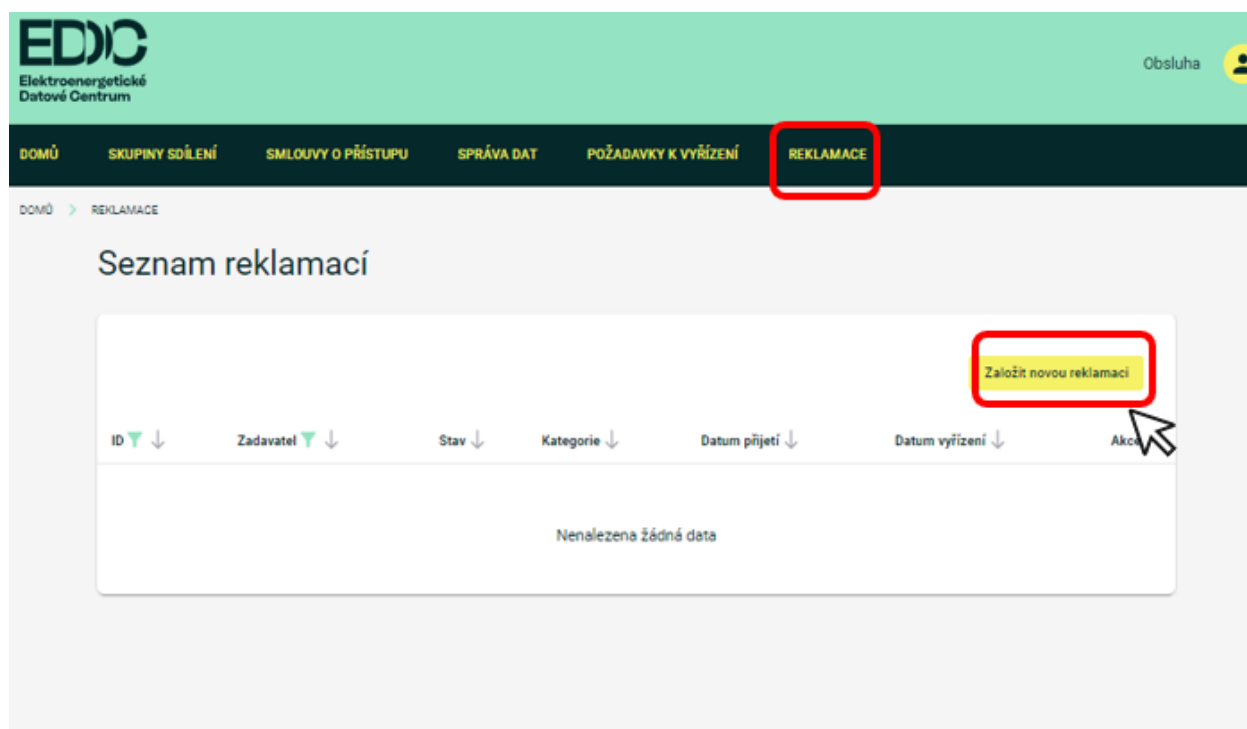 EDC
Elektroenergetické
Datové Centrum
Obsluha
DOMŮ SKUPINY SDÍLENÍ SMLOUVY O PŘÍSTUPU SPRÁVA DAT POŽADAVKY K VYŘÍZENÍ REKLAMACE
DOMŮ > REKLAMACE
Seznam reklamací
Založit novou reklamaci
ID Zadavatel Stav Kategorie Datum přijetí Datum vyřízení Akce
Nenalezena žádná data